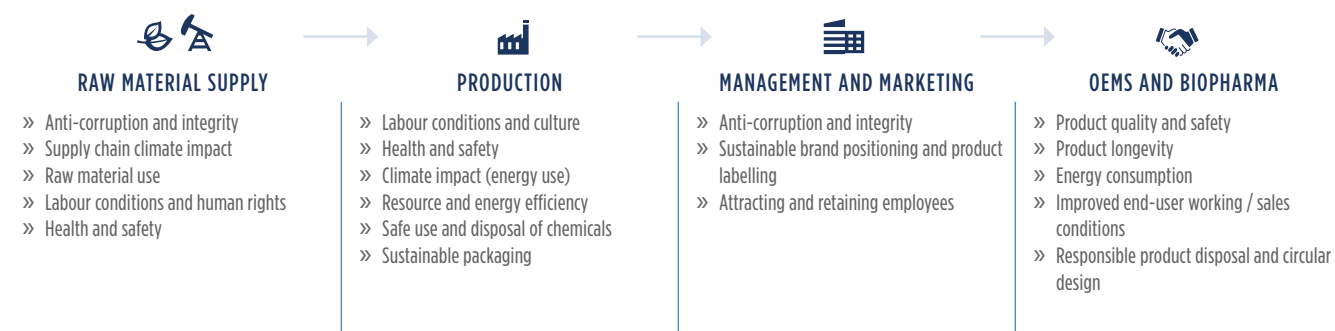 RAW MATERIAL SUPPLY
» Anti-corruption and integrity
» Supply chain climate impact
» Raw material use
» Labour conditions and human rights
» Health and safety
PRODUCTION
» Labour conditions and culture
» Health and safety
» Climate impact (energy use)
» Resource and energy efficiency
» Safe use and disposal of chemicals
» Sustainable packaging
MANAGEMENT AND MARKETING
» Anti-corruption and integrity
» Sustainable brand positioning and product
labelling
» Attracting and retaining employees
OEMS AND BIOPHARMA
» Product quality and safety
» Product longevity
» Energy consumption
» Improved end-user working / sales
conditions
» Responsible product disposal and circular
design